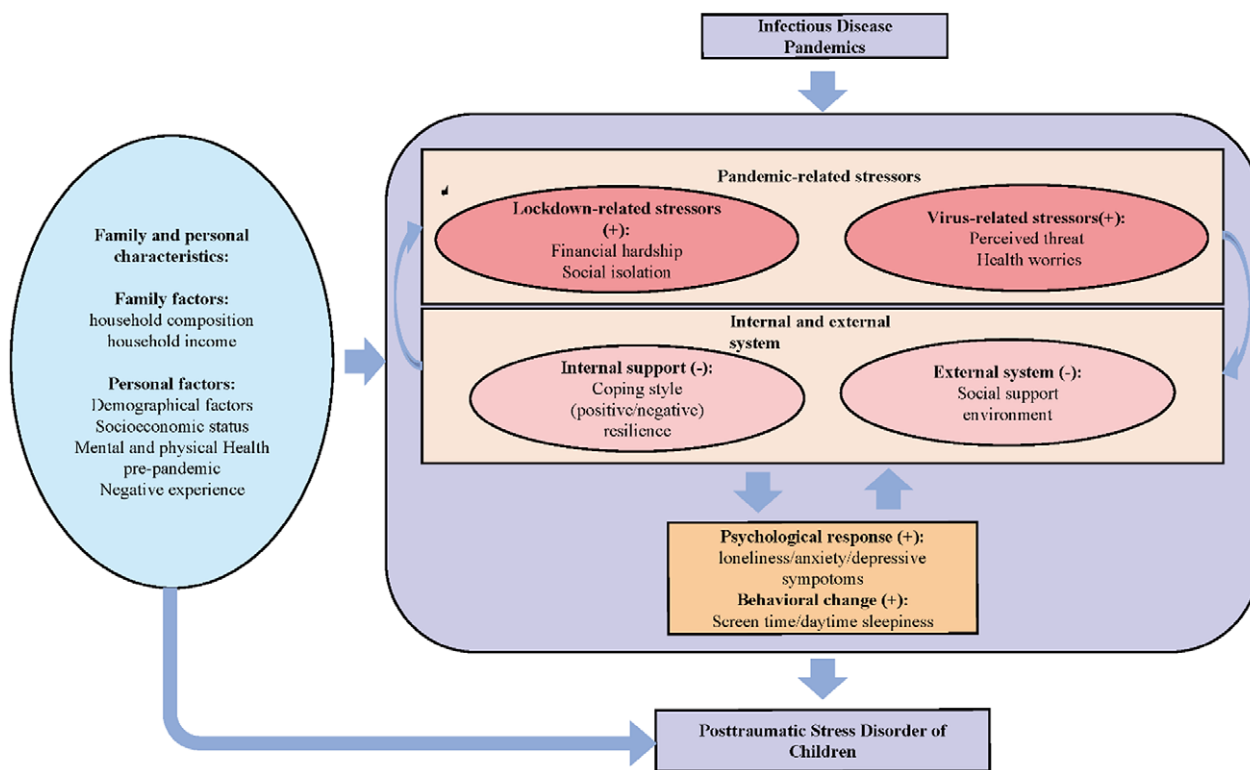 Infectious Disease
Pandemics
Pandemic-related stressors
Lockdown-related stressors
(+):
Financial hardship
Social isolation
Virus-related stressors(+):
Perceived threat
Health worries
Family and personal
characteristics:
Family factors:
household composition
household income
Personal factors:
Demographical factors
Socioeconomic status
Mental and physical Health
pre-pandemic
Negative experience
Internal and external
system
Internal support (-):
Coping style
(positive/negative)
resilience
External system (-):
Social support
environment
Psychological response (+):
loneliness/anxiety/depressive
sympotoms
Behavioral change (+):
Screen time/daytime sleepiness
Posttraumatic Stress Disorder of
Children